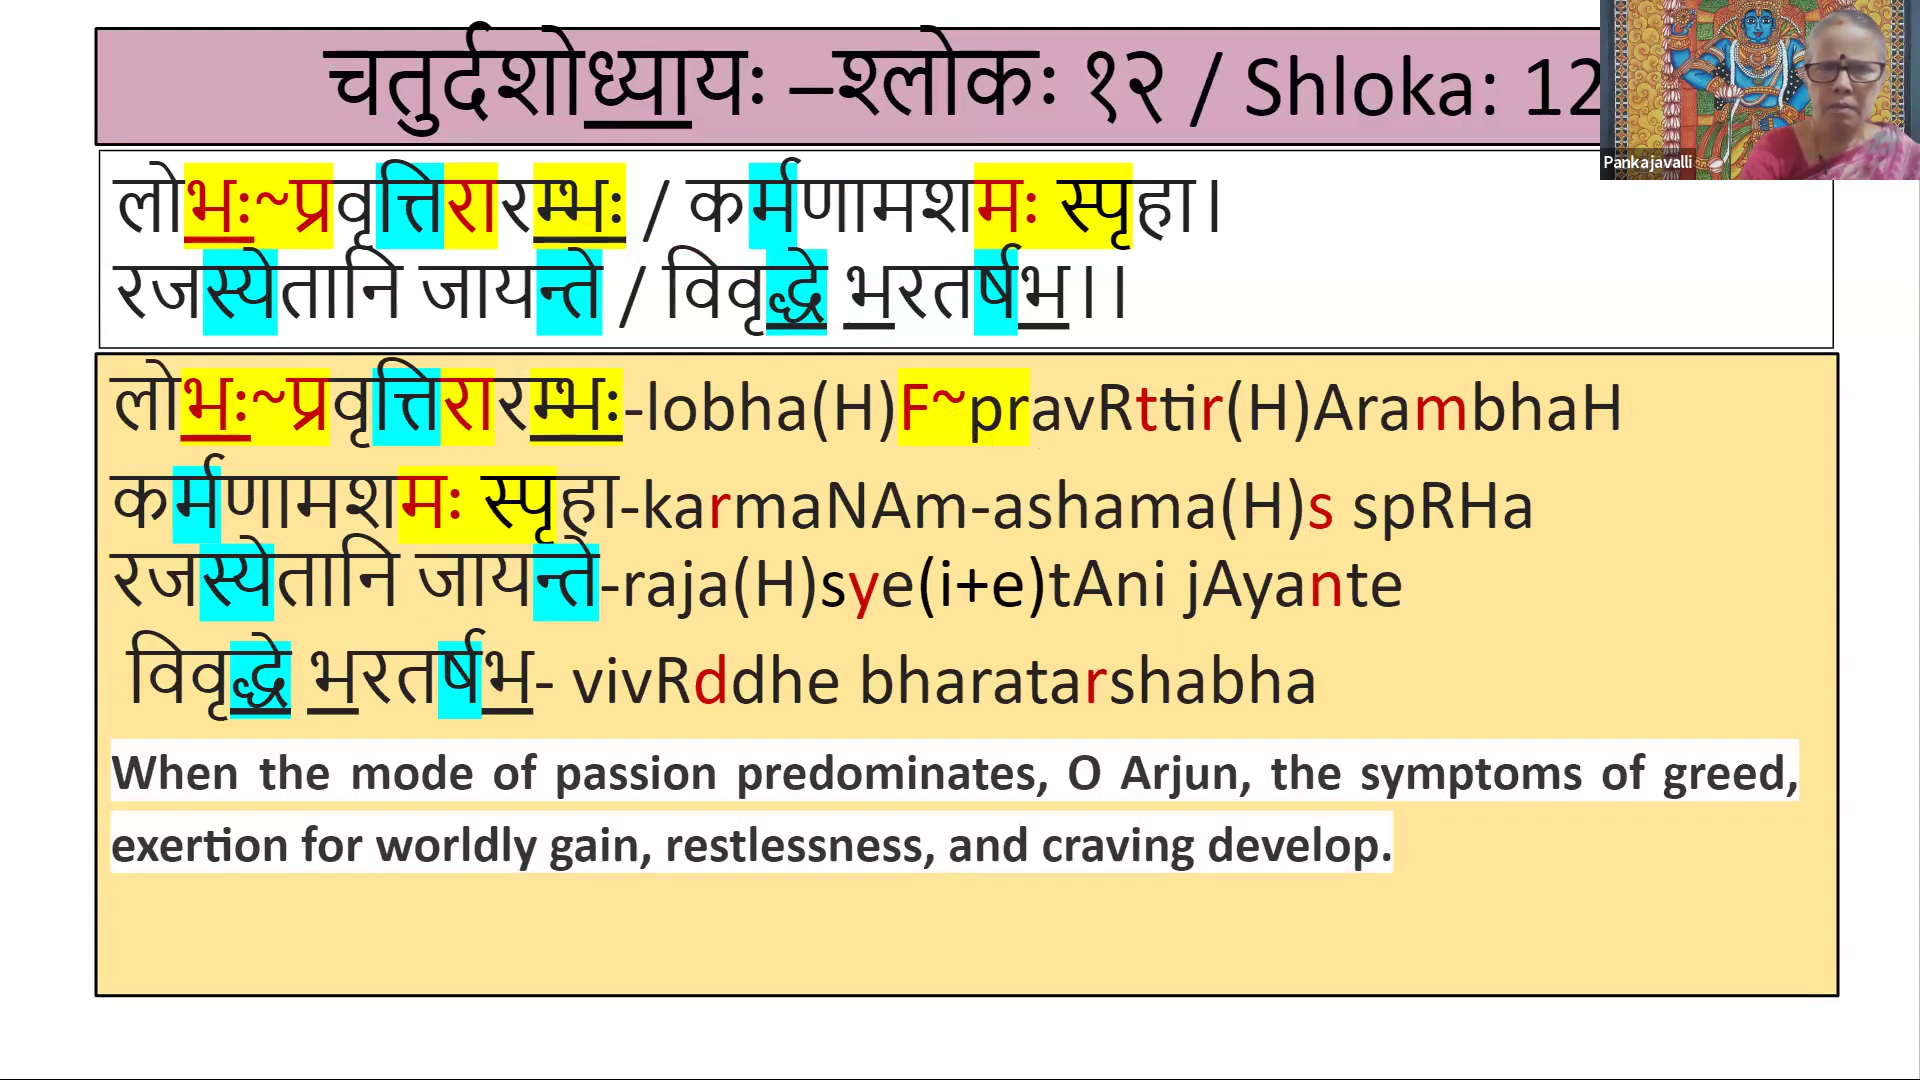 चतुर्दशोध्यायः –श्लोकः १२ / Shloka: 12
Pankajavalli
लोभः~प्रवृत्तिरारम्भः / कर्मणामशमः स्पृहा।
रजस्येतानि जायन्ते / विवृद्धे भरतर्षभ।।
लोभः~प्रवृत्तिरारम्भः-lobha(H)F~pravRttir(H)ArambhaH
कर्मणामशमः स्पृहा-karmaNAm-ashama(H)s spRHa
रजस्येतानि जायन्ते-raja(H)sye(i+e)tAni jAyante
विवृद्धे भरतर्षभ- vivRddhe bharatarshabha
When the mode of passion predominates, O Arjun, the symptoms of greed,
exertion for worldly gain, restlessness, and craving develop.